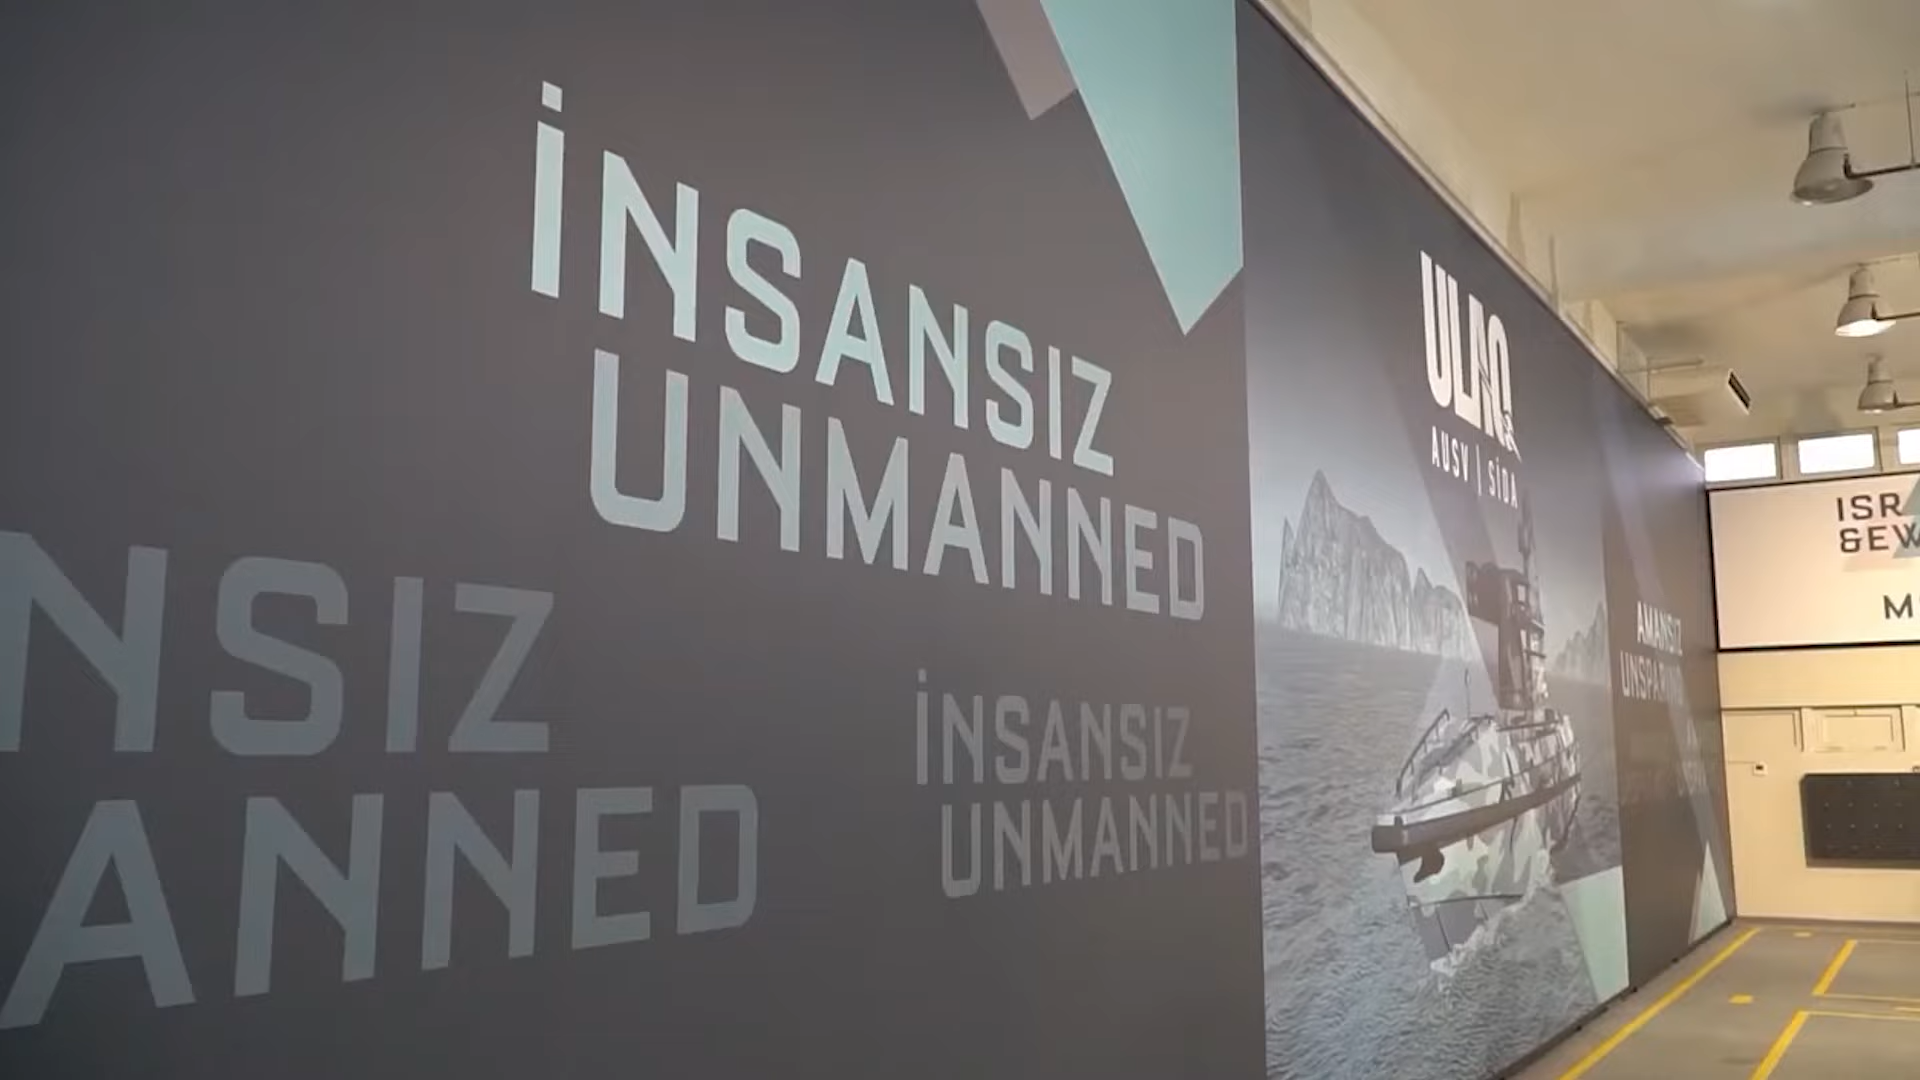 İNSANSIZ
UNMANNED
NSIZ
ANNED
İNSANSIZ
UNMANNED
ULAQ
AUSV | SİDA
AMANSIZ
ISR
&EW